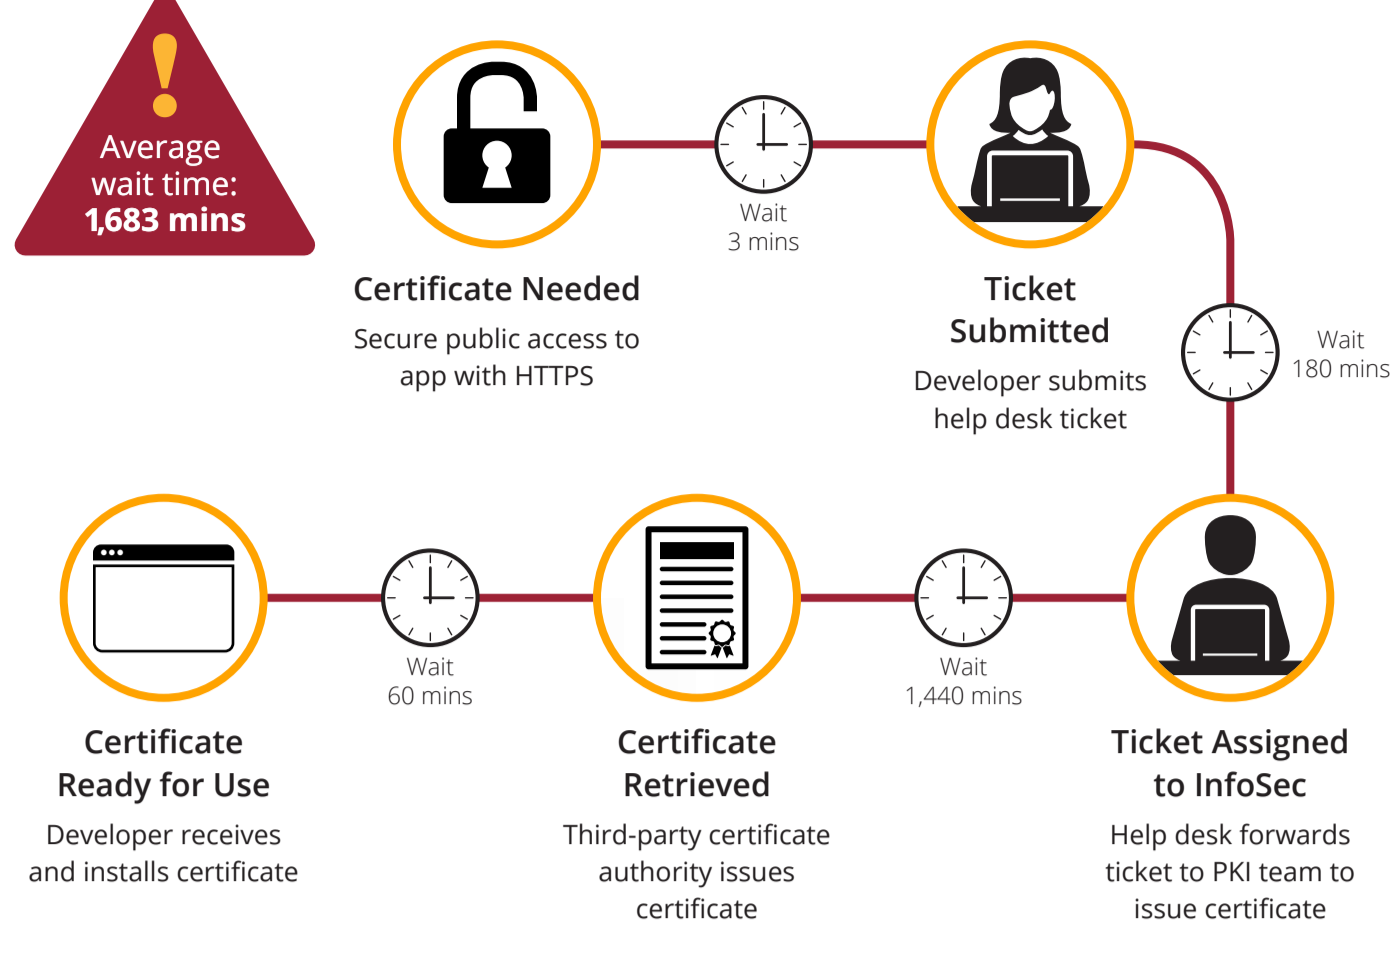 !
Average
wait time:
1,683 mins
Certificate Needed
Secure public access to
app with HTTPS
Wait
3 mins
Ticket
Submitted
Developer submits
help desk ticket
Wait
180 mins
Ticket Assigned
to InfoSec
Help desk forwards
ticket to PKI team to
issue certificate
Wait
1,440 mins
Certificate
Retrieved
Third-party certificate
authority issues
certificate
Wait
60 mins
Certificate
Ready for Use
Developer receives
and installs certificate